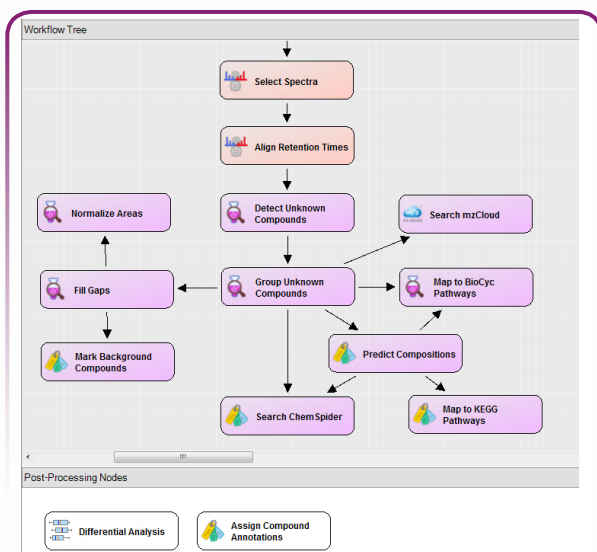 Workflow Tree
Select Spectra
Align Retention Times
Normalize Areas
Detect Unknown
Compounds
Search mzCloud
Fill Gaps
Group Unknown
Compounds
Map to BioCyc
Pathways
Mark Background
Compounds
Predict Compositions
Search ChemSpider
Map to KEGG
Pathways
Post-Processing Nodes
Differential Analysis
Assign Compound
Annotations